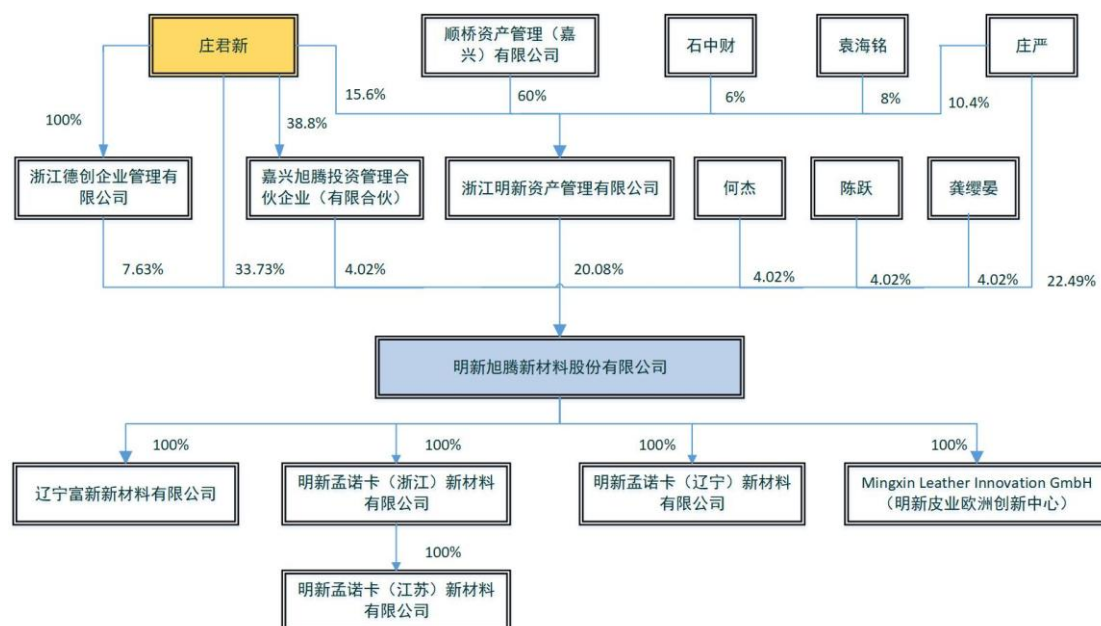 庄君新
顺桥资产管理（嘉
兴）有限公司
石中财
袁海铭
庄严
15.6%
60%
6%
8%
10.4%
100%
38.8%
浙江德创企业管理有
限公司
嘉兴旭腾投资管理合
伙企业（有限合伙）
浙江明新资产管理有限公司
何杰
陈跃
龚缨晏
7.63%
33.73%
4.02%
20.08%
4.02%
4.02%
4.02%
22.49%
明新旭腾新材料股份有限公司
100%
100%
100%
100%
辽宁富新新材料有限公司
明新孟诺卡（浙江）新材料
有限公司
明新孟诺卡（辽宁）新材料
有限公司
Mingxin Leather Innovation GmbH
（明新皮业欧洲创新中心）
100%
明新孟诺卡（江苏）新材料
有限公司